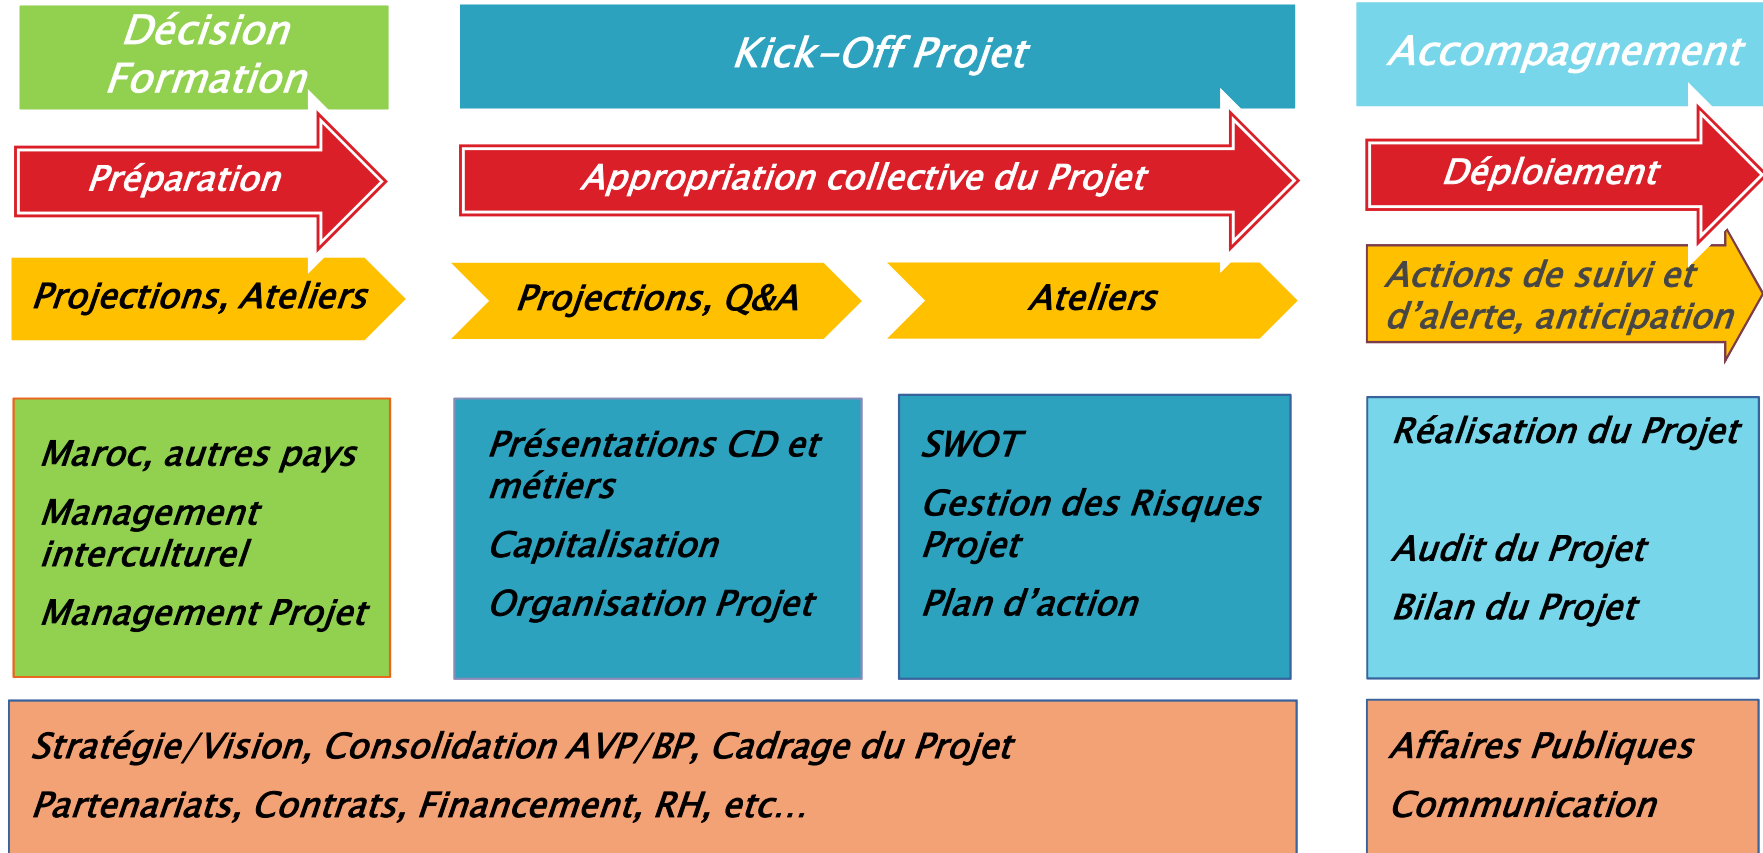 Décision
Formation
Kick-Off Projet
Accompagnement
Préparation
Appropriation collective du Projet
Déploiement
Projections, Ateliers
Projections, Q&A
Ateliers
Actions de suivi et
d’alerte, anticipation
Maroc, autres pays
Management
interculturel
Management Projet
Présentations CD et
métiers
Capitalisation
Organisation Projet
SWOT
Gestion des Risques
Projet
Plan d’action
Réalisation du Projet
Audit du Projet
Bilan du Projet
Stratégie/Vision, Consolidation AVP/BP, Cadrage du Projet
Partenariats, Contrats, Financement, RH, etc...
Affaires Publiques
Communication